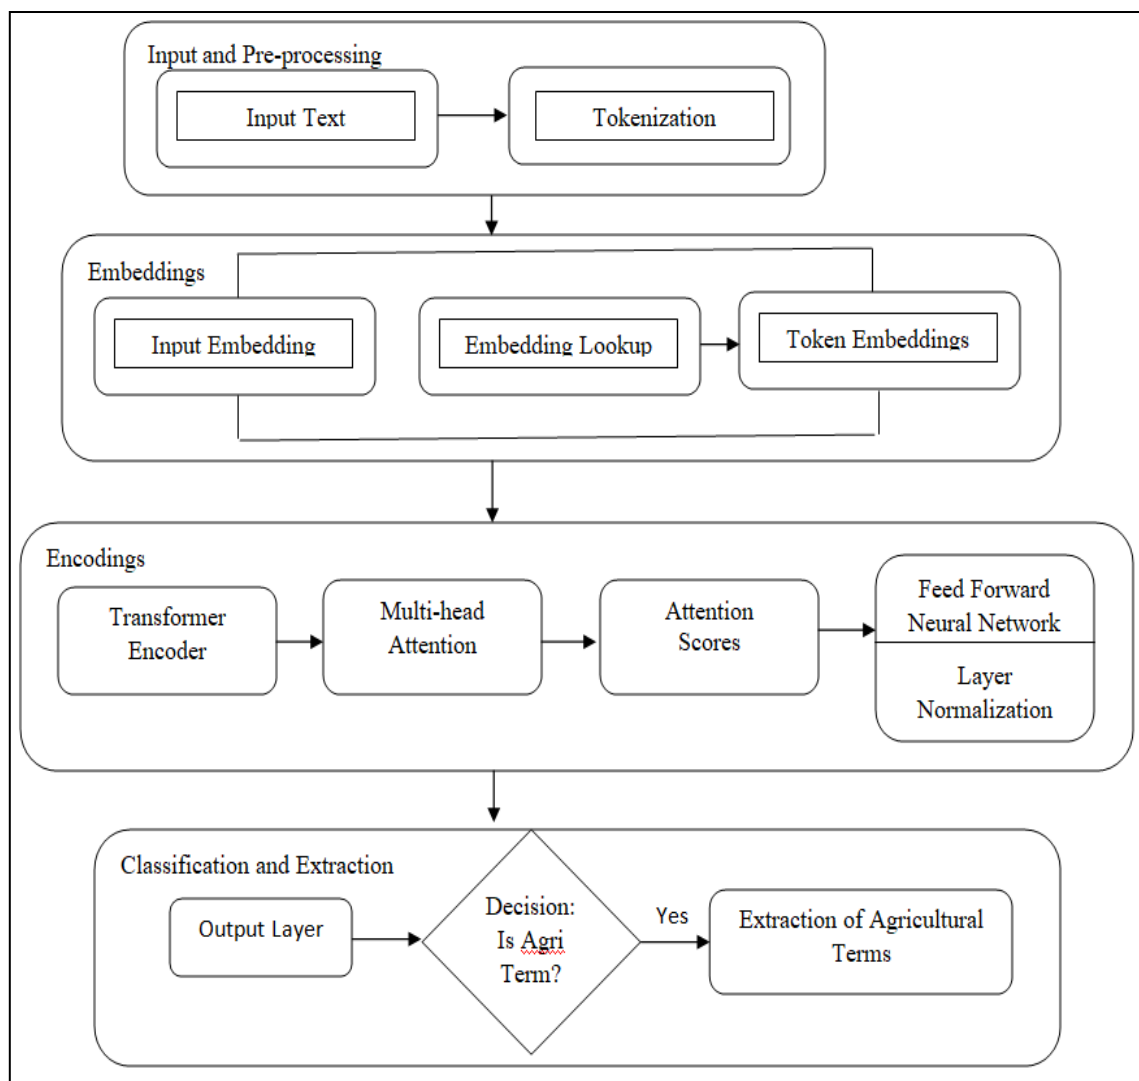 Input and Pre-processing
Input Text
Tokenization
Embeddings
Input Embedding
Embedding Lookup
Token Embeddings
Encodings
Transformer
Encoder
Multi-head
Attention
Attention
Scores
Feed Forward
Neural Network
Layer
Normalization
Classification and Extraction
Output Layer
Decision:
Is Agri
Term?
Yes
Extraction of Agricultural
Terms